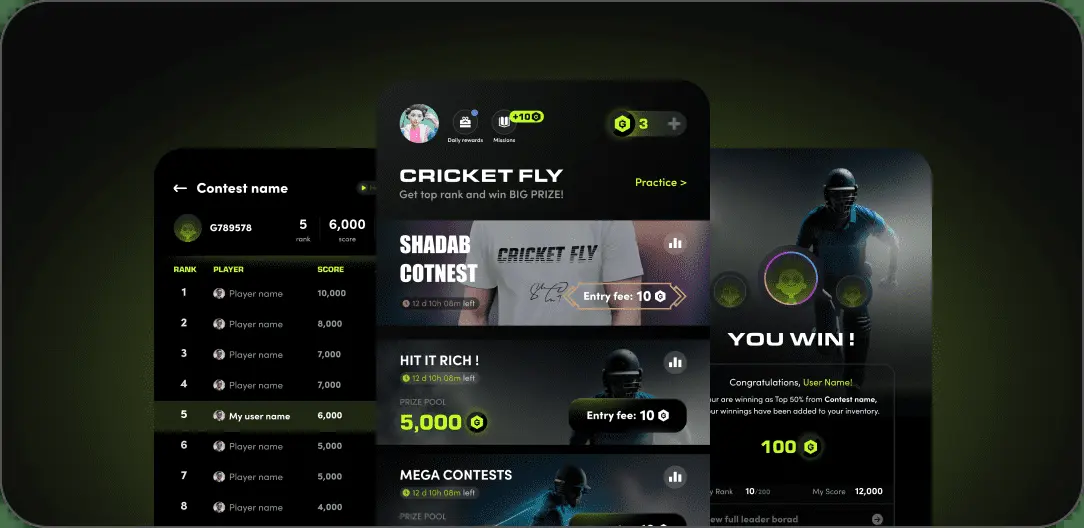 Contest name
G789578
5
rank
6,000
score
RANK PLAYER SCORE
1 Player name 10,000
2 Player name 8,000
3 Player name 7,000
4 Player name 7,000
5 My user name 6,000
6 Player name 5,000
7 Player name 5,000
8 Player name 4,000
Daily rewards
+10
Missions
3
CRICKET FLY
Get top rank and win BIG PRIZE!
Practice >
SHADAB
COTNEST
12 d 10h 08m left
CRICKET FLY
Entry fee: 10
HIT IT RICH !
12 d 10h 08m left
PRIZE POOL
5,000
Entry fee: 10
MEGA CONTESTS
12 d 10h 08m left
PRIZE POOL
YOU WIN !
Congratulations, User Name!
ur are winning as Top 50% from Contest name,
ur winnings have been added to your inventory.
100
y Rank 10/200 My Score 12,000
ew full leader borad